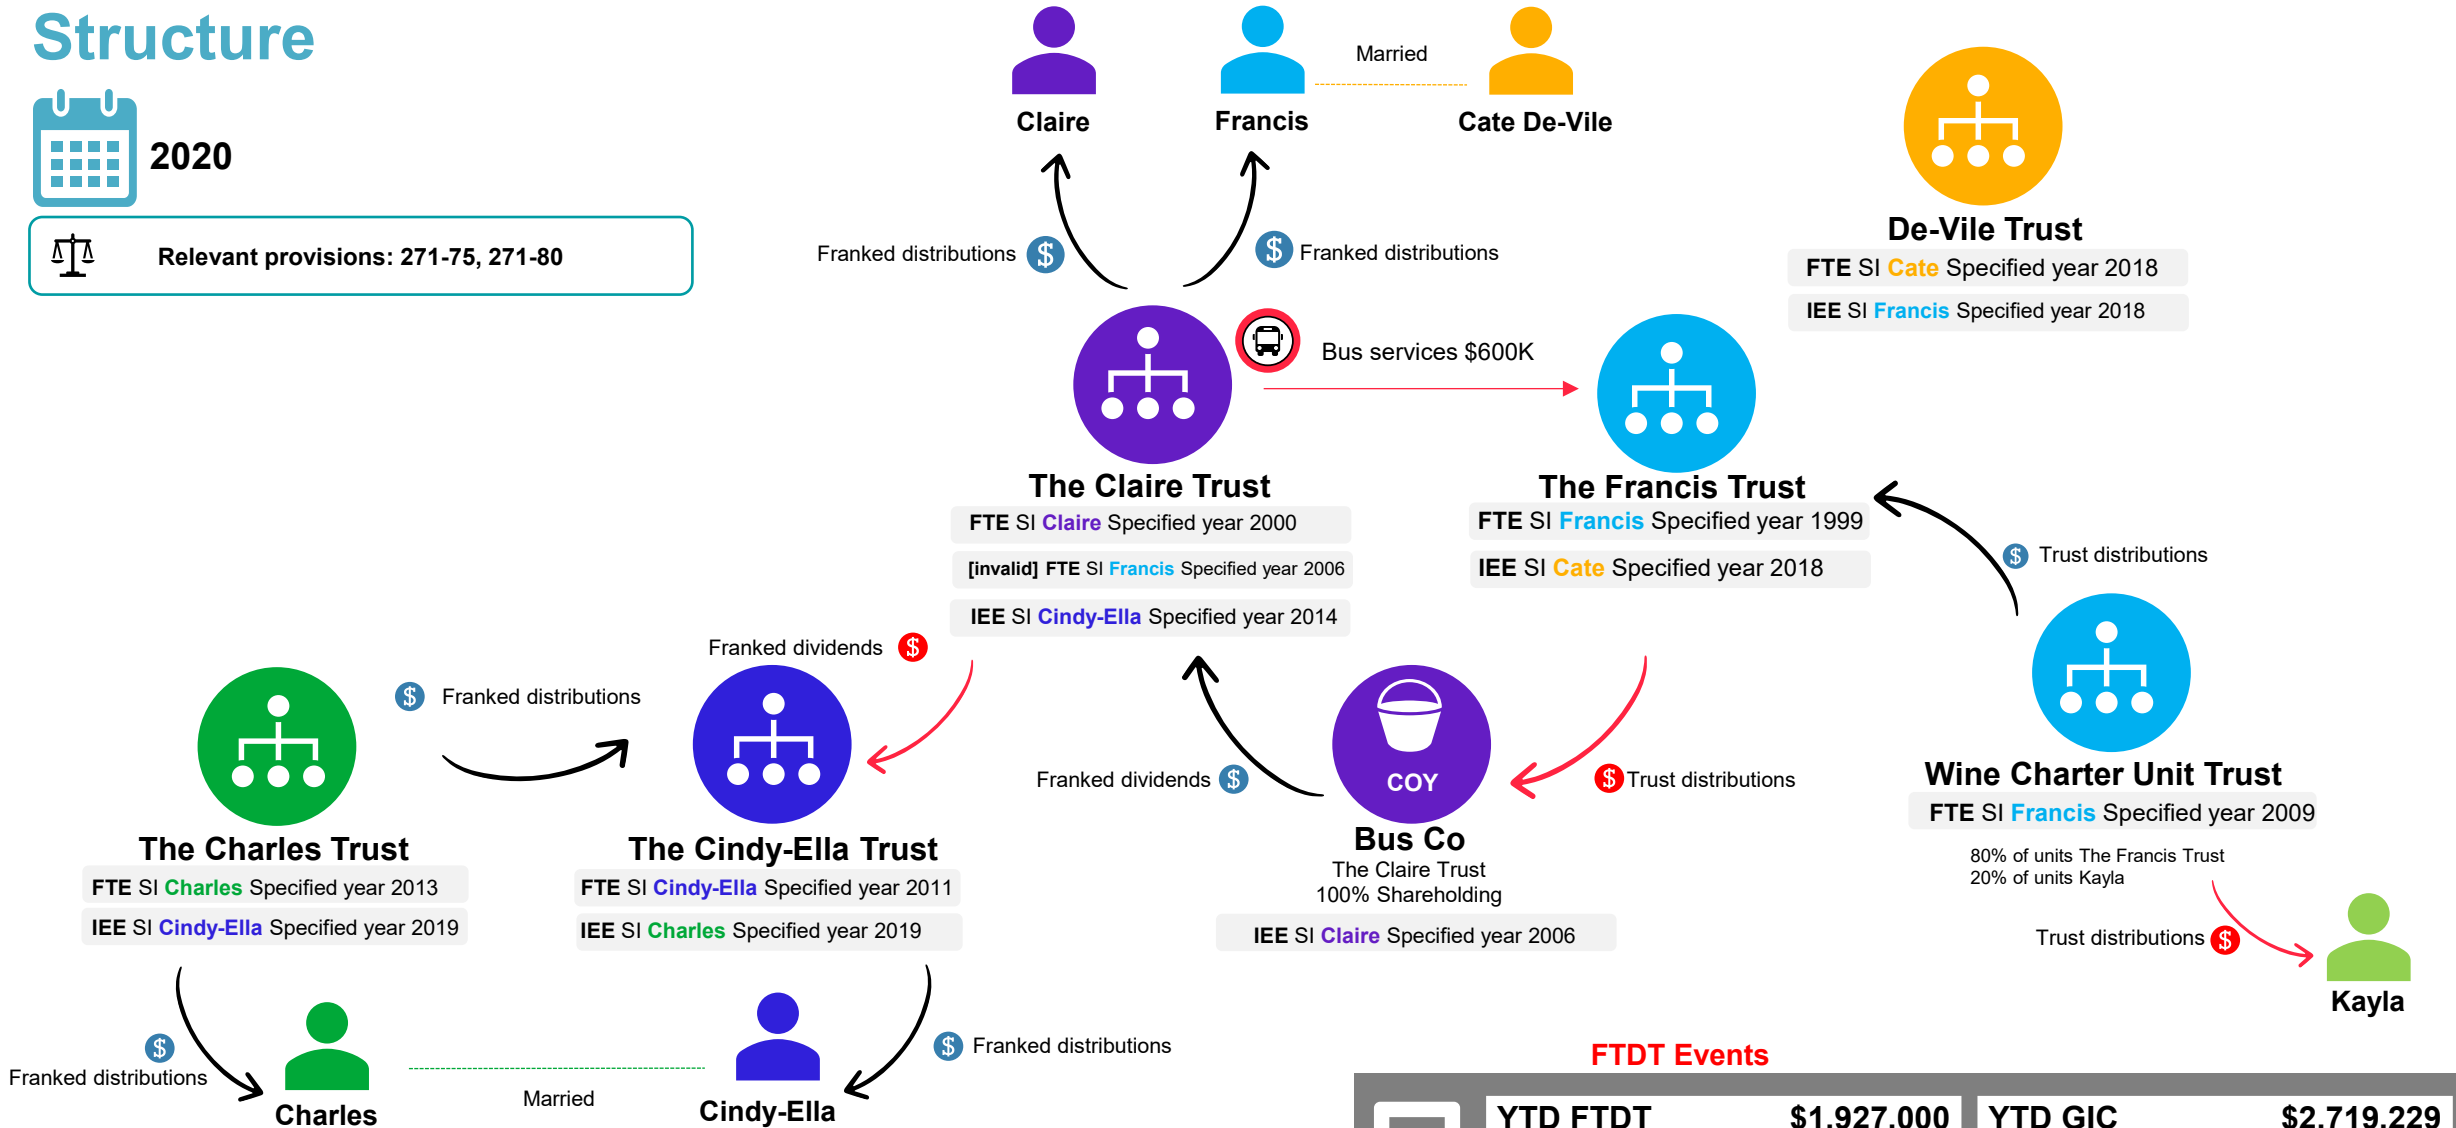 Structure
2020
Relevant provisions: 271-75, 271-80
Married
Claire
Francis
Cate De-Vile
Franked distributions
$
$
Franked distributions
De-Vile Trust
FTE SI Cate Specified year 2018
IEE SI Francis Specified year 2018
Bus services $600K
The Claire Trust
FTE SI Claire Specified year 2000
[invalid] FTE SI Francis Specified year 2006
IEE SI Cindy-Ella Specified year 2014
The Francis Trust
FTE SI Francis Specified year 1999
IEE SI Cate Specified year 2018
$
Trust distributions
Franked dividends
$
$
Franked distributions
Franked dividends
$
COY
$
Trust distributions
Wine Charter Unit Trust
FTE SI Francis Specified year 2009
80% of units The Francis Trust
20% of units Kayla
Trust distributions
$
Kayla
The Charles Trust
FTE SI Charles Specified year 2013
IEE SI Cindy-Ella Specified year 2019
The Cindy-Ella Trust
FTE SI Cindy-Ella Specified year 2011
IEE SI Charles Specified year 2019
Bus Co
The Claire Trust
100% Shareholding
IEE SI Claire Specified year 2006
$
Franked distributions
Charles
Married
Cindy-Ella
$
Franked distributions
FTDT Events
YTD FTDT
$1,927,000
YTD GIC
$2,719,229